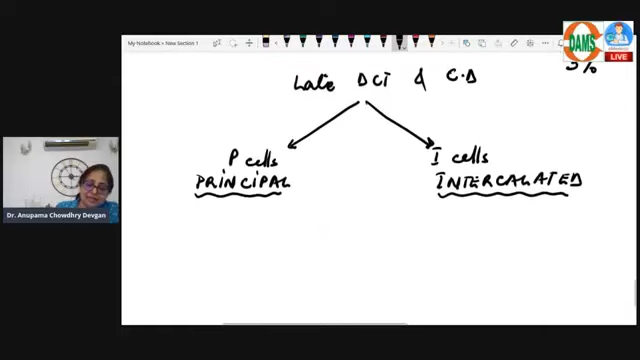 My Notebook > New Section 1
DAMS
LIVE
5%
Late DCT & C.D
P cells
PRINCIPAL
I cells
INTERCALATED
Dr. Anupama Chowdhry Devgan